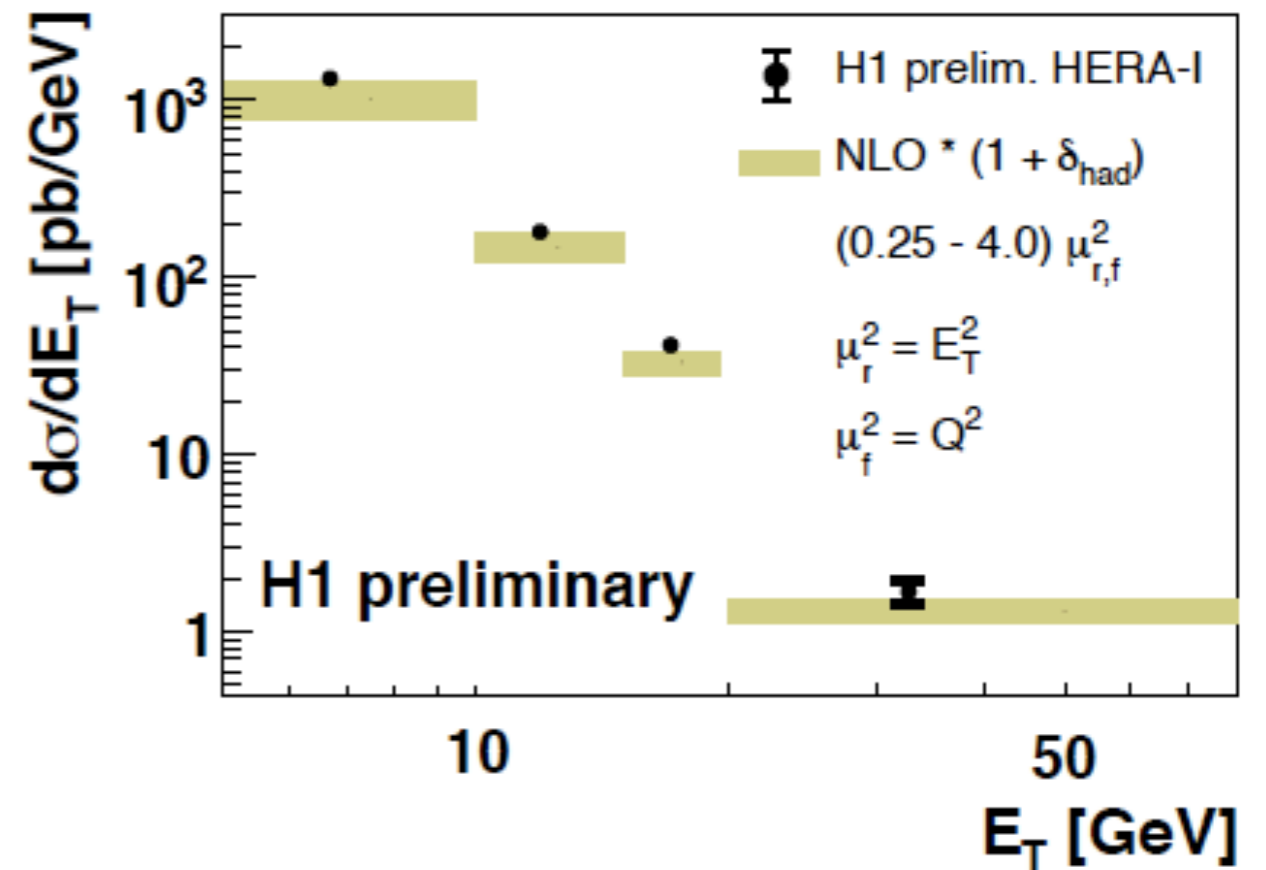 dσ/dE_T [pb/GeV]
10³
10²
10
1
H1 prelim. HERA-I
NLO * (1 + δ_had)
(0.25 - 4.0) μ²_r,f
μ²_r = E²_T
μ²_f = Q²
H1 preliminary
10 50
E_T [GeV]